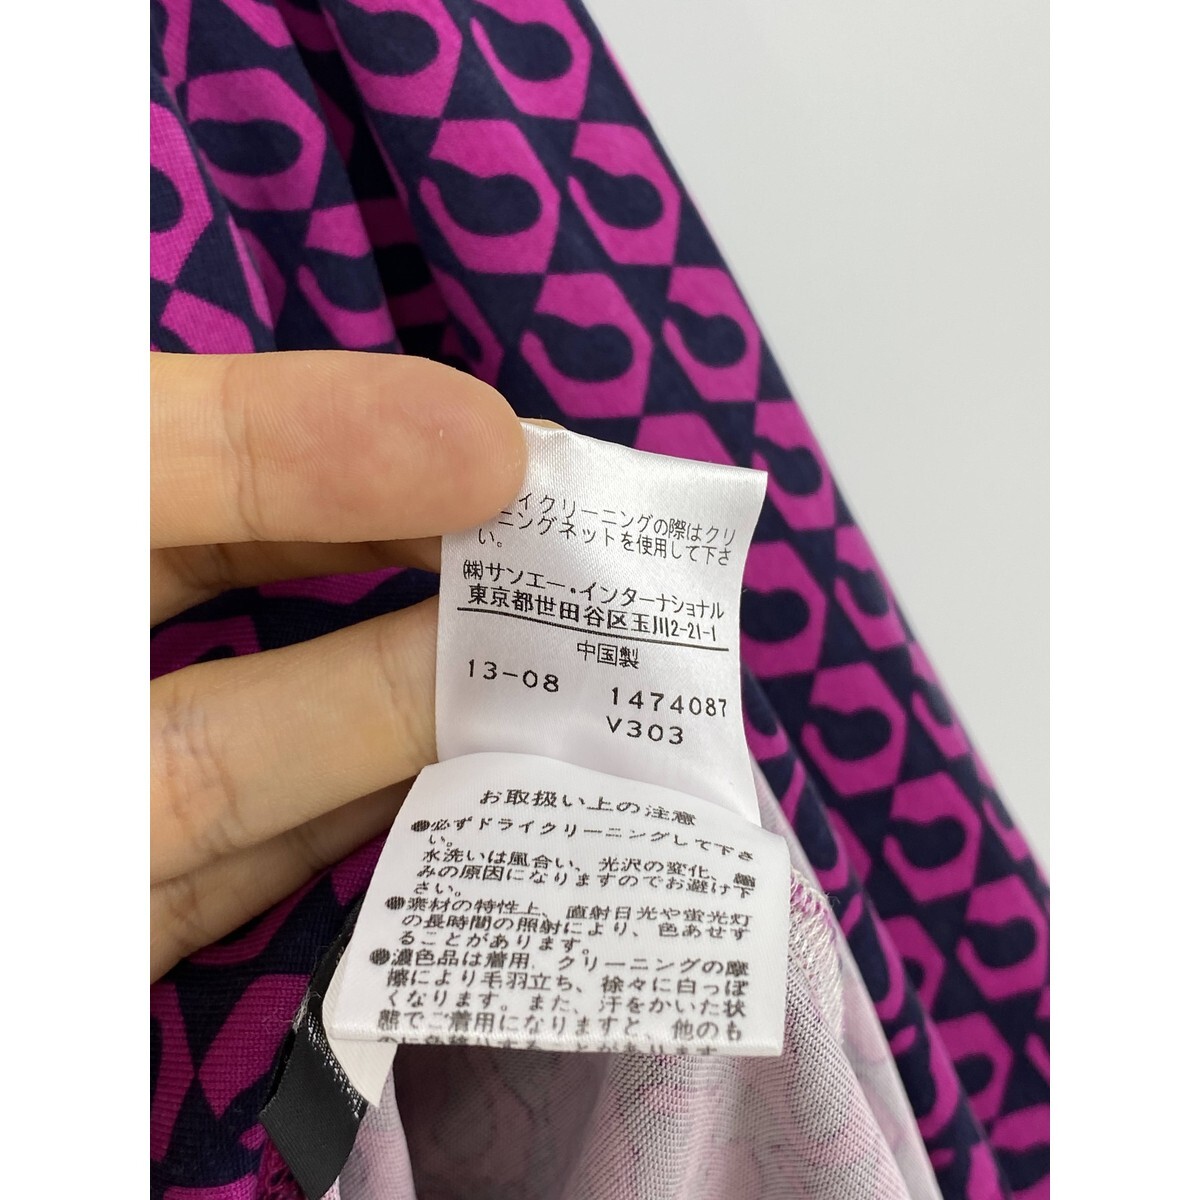 イクリーニングの際はクリ
ーニングネットを使用して下さ
い。
㈱サンエー・インターナショナル
東京都世田谷区玉川2-21-1
中国製
13-08 1474087
V303
お取扱い上の注意
●必ずドライクリーニングして下さ
い。
水洗いは風合い、光沢の変化、縮
みの原因になりますのでお避け下
さい。
●素材の特性上、直射日光や蛍光灯
の長時間の照射により、色あせす
ることがあります。
●濃色品は着用、クリーニングの摩
擦により毛羽立ち、徐々に白っぽ
くなります。また、汗をかいた状
態でご着用になりますと、他のも